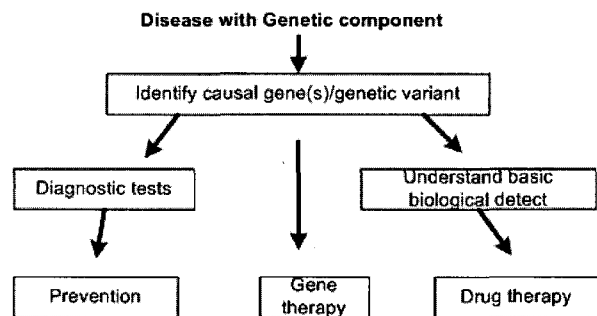 Disease with Genetic component
Identify causal gene(s)/genetic variant
Diagnostic tests
Understand basic
biological detect
Prevention
Gene
therapy
Drug therapy